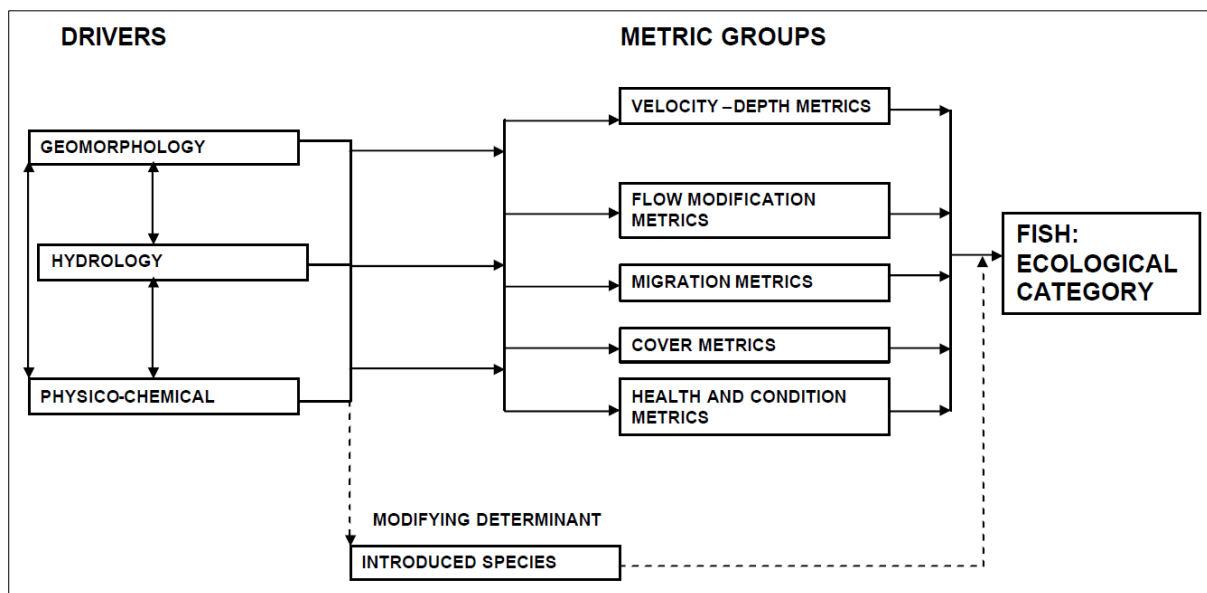 DRIVERS
METRIC GROUPS
GEOMORPHOLOGY
HYDROLOGY
PHYSICO-CHEMICAL
VELOCITY –DEPTH METRICS
FLOW MODIFICATION
METRICS
MIGRATION METRICS
COVER METRICS
HEALTH AND CONDITION
METRICS
FISH:
ECOLOGICAL
CATEGORY
MODIFYING DETERMINANT
INTRODUCED SPECIES